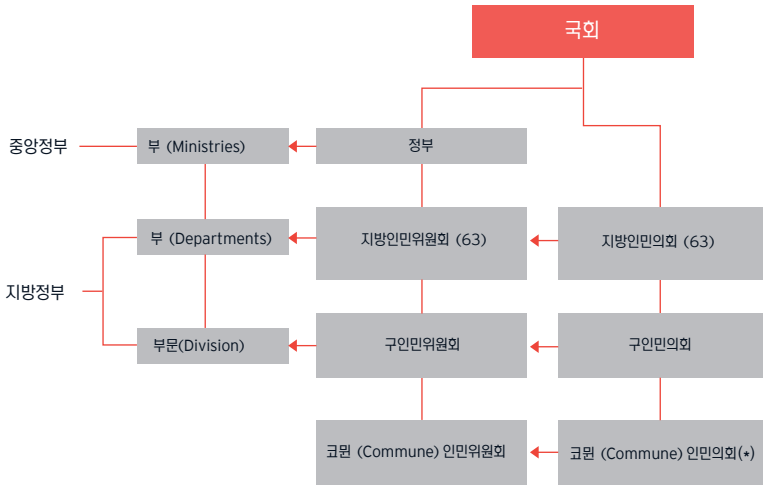 국회
중앙정부
부 (Ministries)
정부
부 (Departments)
지방인민위원회 (63)
지방인민의회 (63)
지방정부
부문(Division)
구인민위원회
구인민의회
코뮌 (Commune) 인민위원회
코뮌 (Commune) 인민의회(*)